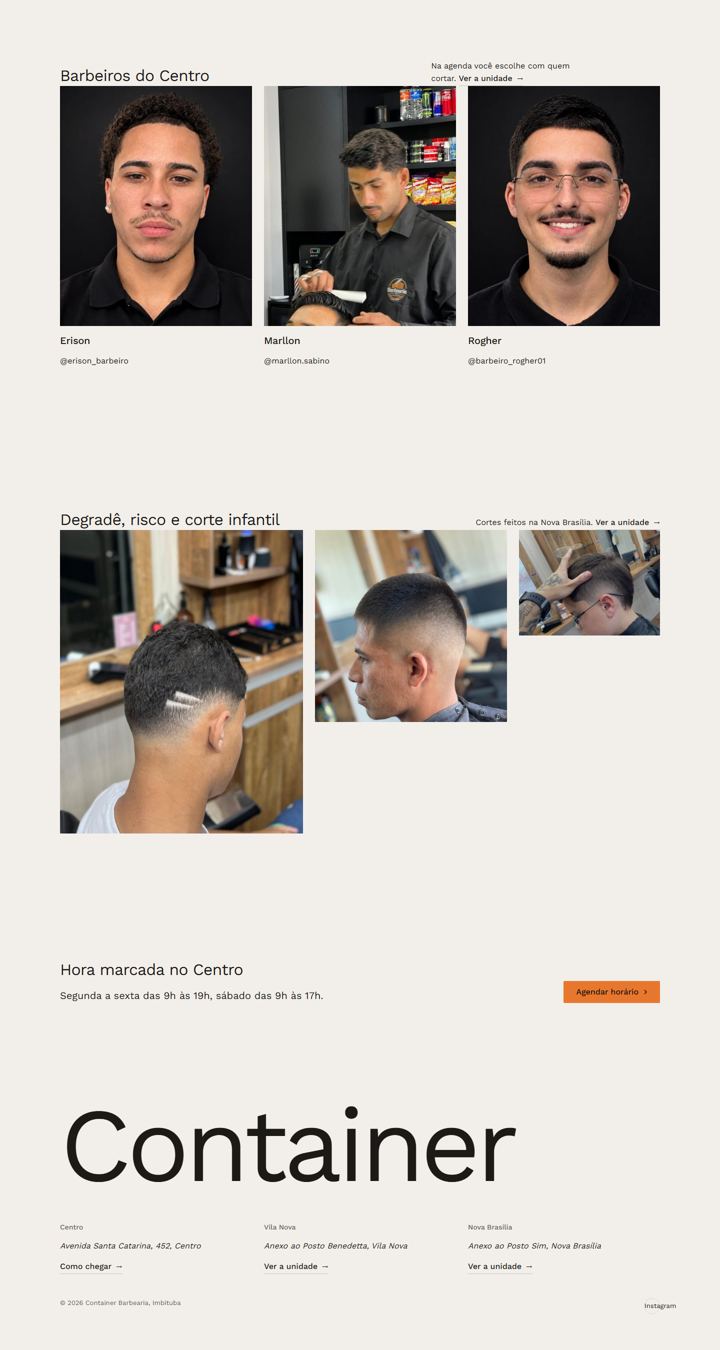 Barbeiros do Centro
Na agenda você escolhe com quem
cortar. Ver a unidade →
Erison
Marllon
Rogher
@erison_barbeiro
@marllon.sabino
@barbeiro_rogher01
Degradê, risco e corte infantil
Cortes feitos na Nova Brasília. Ver a unidade →
Hora marcada no Centro
Segunda a sexta das 9h às 19h, sábado das 9h às 17h.
Agendar horário ›
Container
Centro
Vila Nova
Nova Brasília
Avenida Santa Catarina, 452, Centro
Anexo ao Posto Benedetta, Vila Nova
Anexo ao Posto Sim, Nova Brasília
Como chegar →
Ver a unidade →
Ver a unidade →
© 2026 Container Barbearia, Imbituba
Instagram